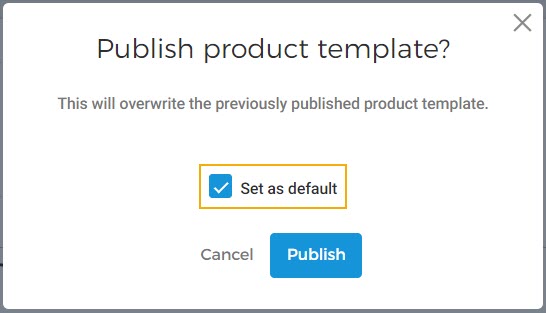 Publish product template?
This will overwrite the previously published product template.
Set as default
Cancel
Publish